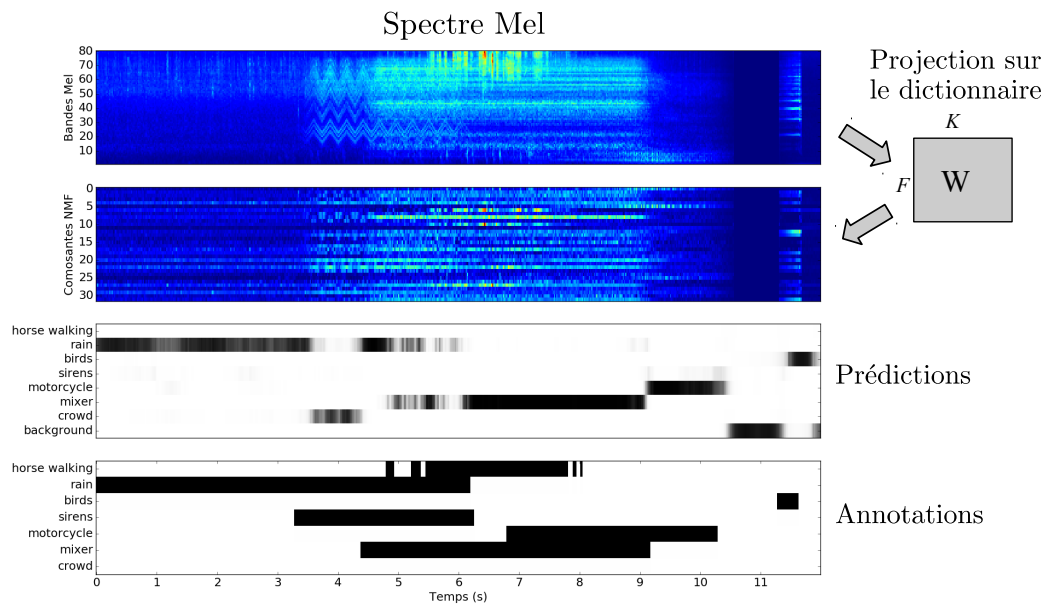 Spectre Mel
80
70
60
50
40
30
20
10
Bandes Mel
Projection sur
le dictionnaire
K
F
W
0
5
10
15
20
25
30
Comosantes NMF
horse walking
rain
birds
sirens
motorcycle
mixer
crowd
background
Prédictions
horse walking
rain
birds
sirens
motorcycle
mixer
crowd
Annotations
0 1 2 3 4 5 6 7 8 9 10 11
Temps (s)